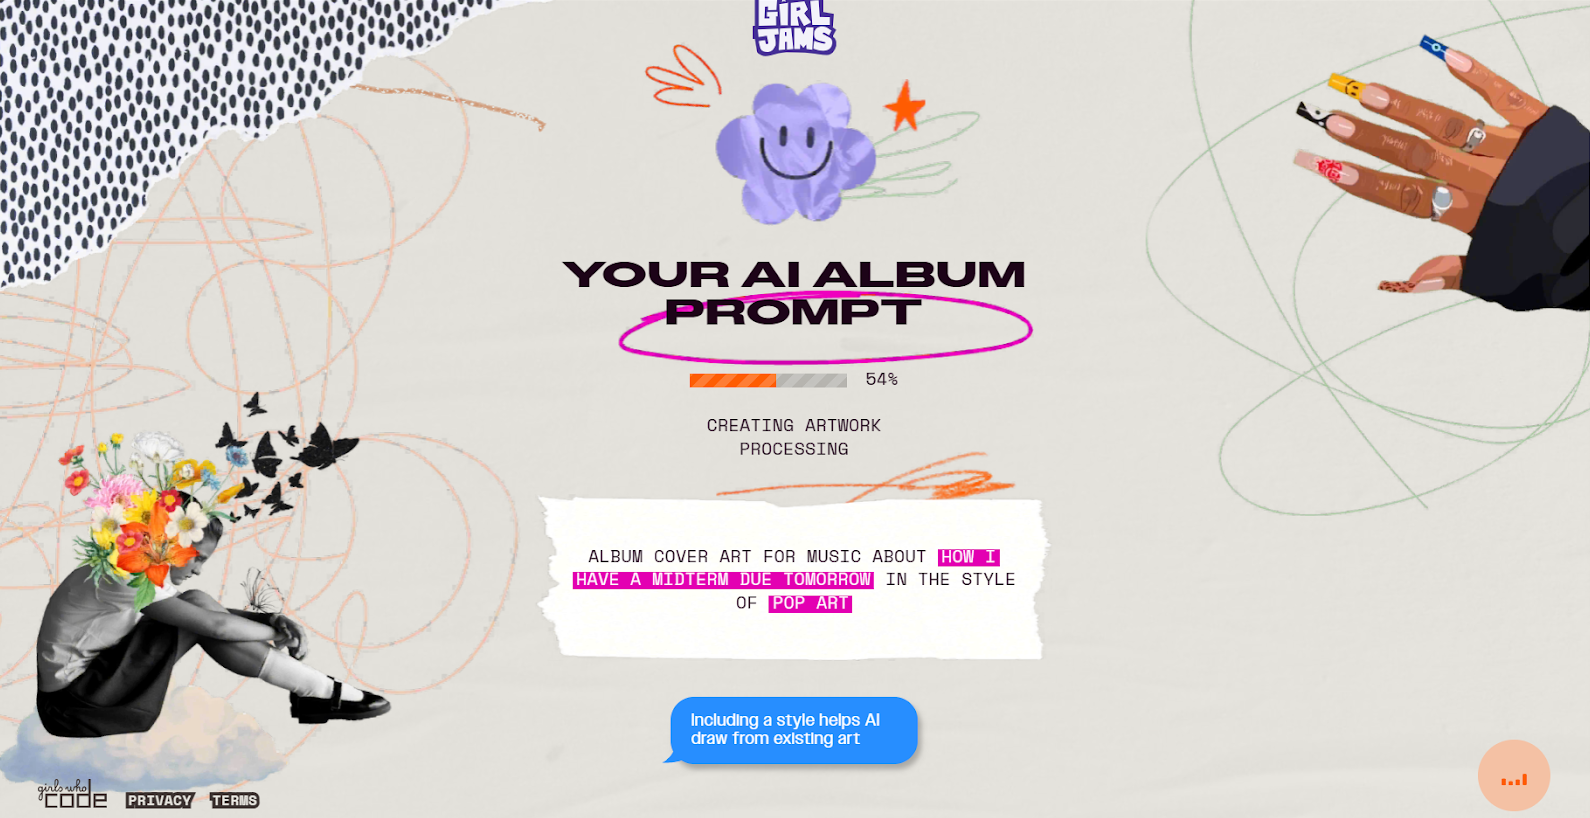 GIRL
JAMS
YOUR AI ALBUM
PROMPT
54%
CREATING ARTWORK
PROCESSING
ALBUM COVER ART FOR MUSIC ABOUT HOW I
HAVE A MIDTERM DUE TOMORROW IN THE STYLE
OF POP ART
Including a style helps AI
draw from existing art
girls who
code
PRIVACY
TERMS